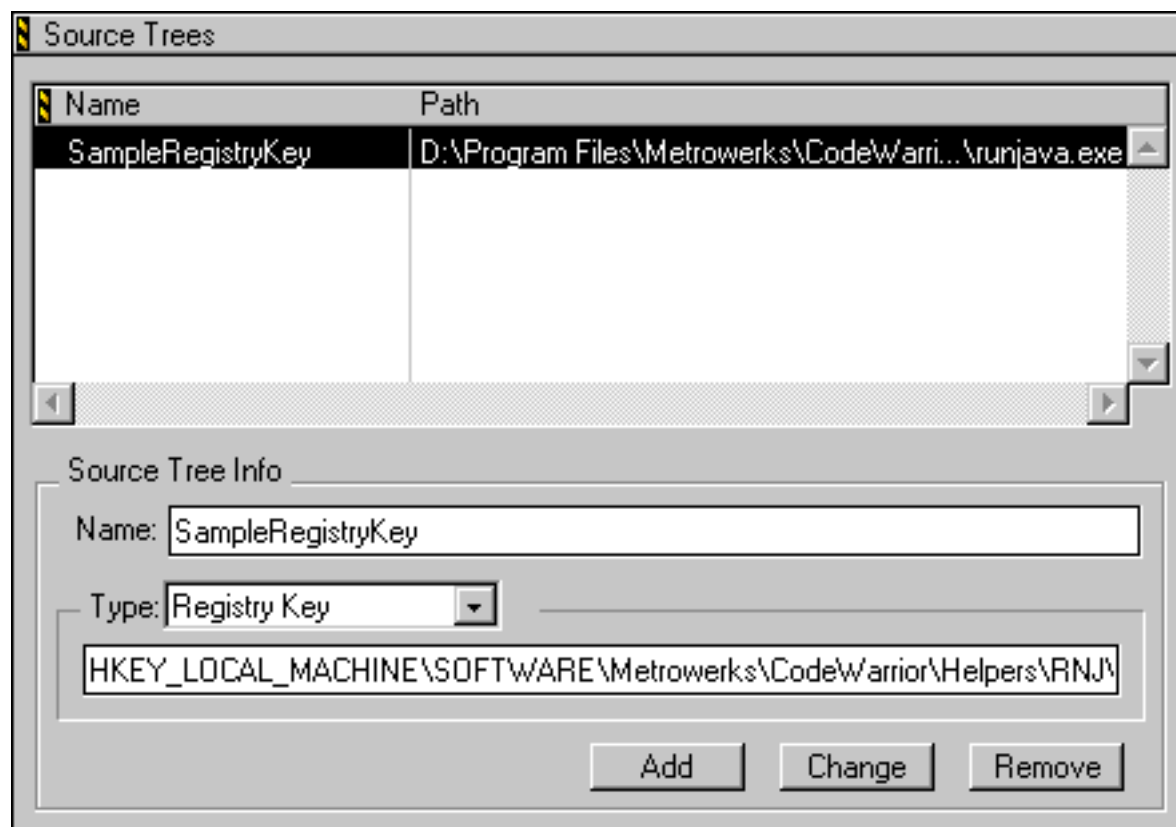 Source Trees
Name Path
SampleRegistryKey D:\Program Files\Metrowerks\CodeWarri...\runjava.exe
Source Tree Info
Name: SampleRegistryKey
Type: Registry Key
HKEY_LOCAL_MACHINE\SOFTWARE\Metrowerks\CodeWarrior\Helpers\RNJ\
Add Change Remove